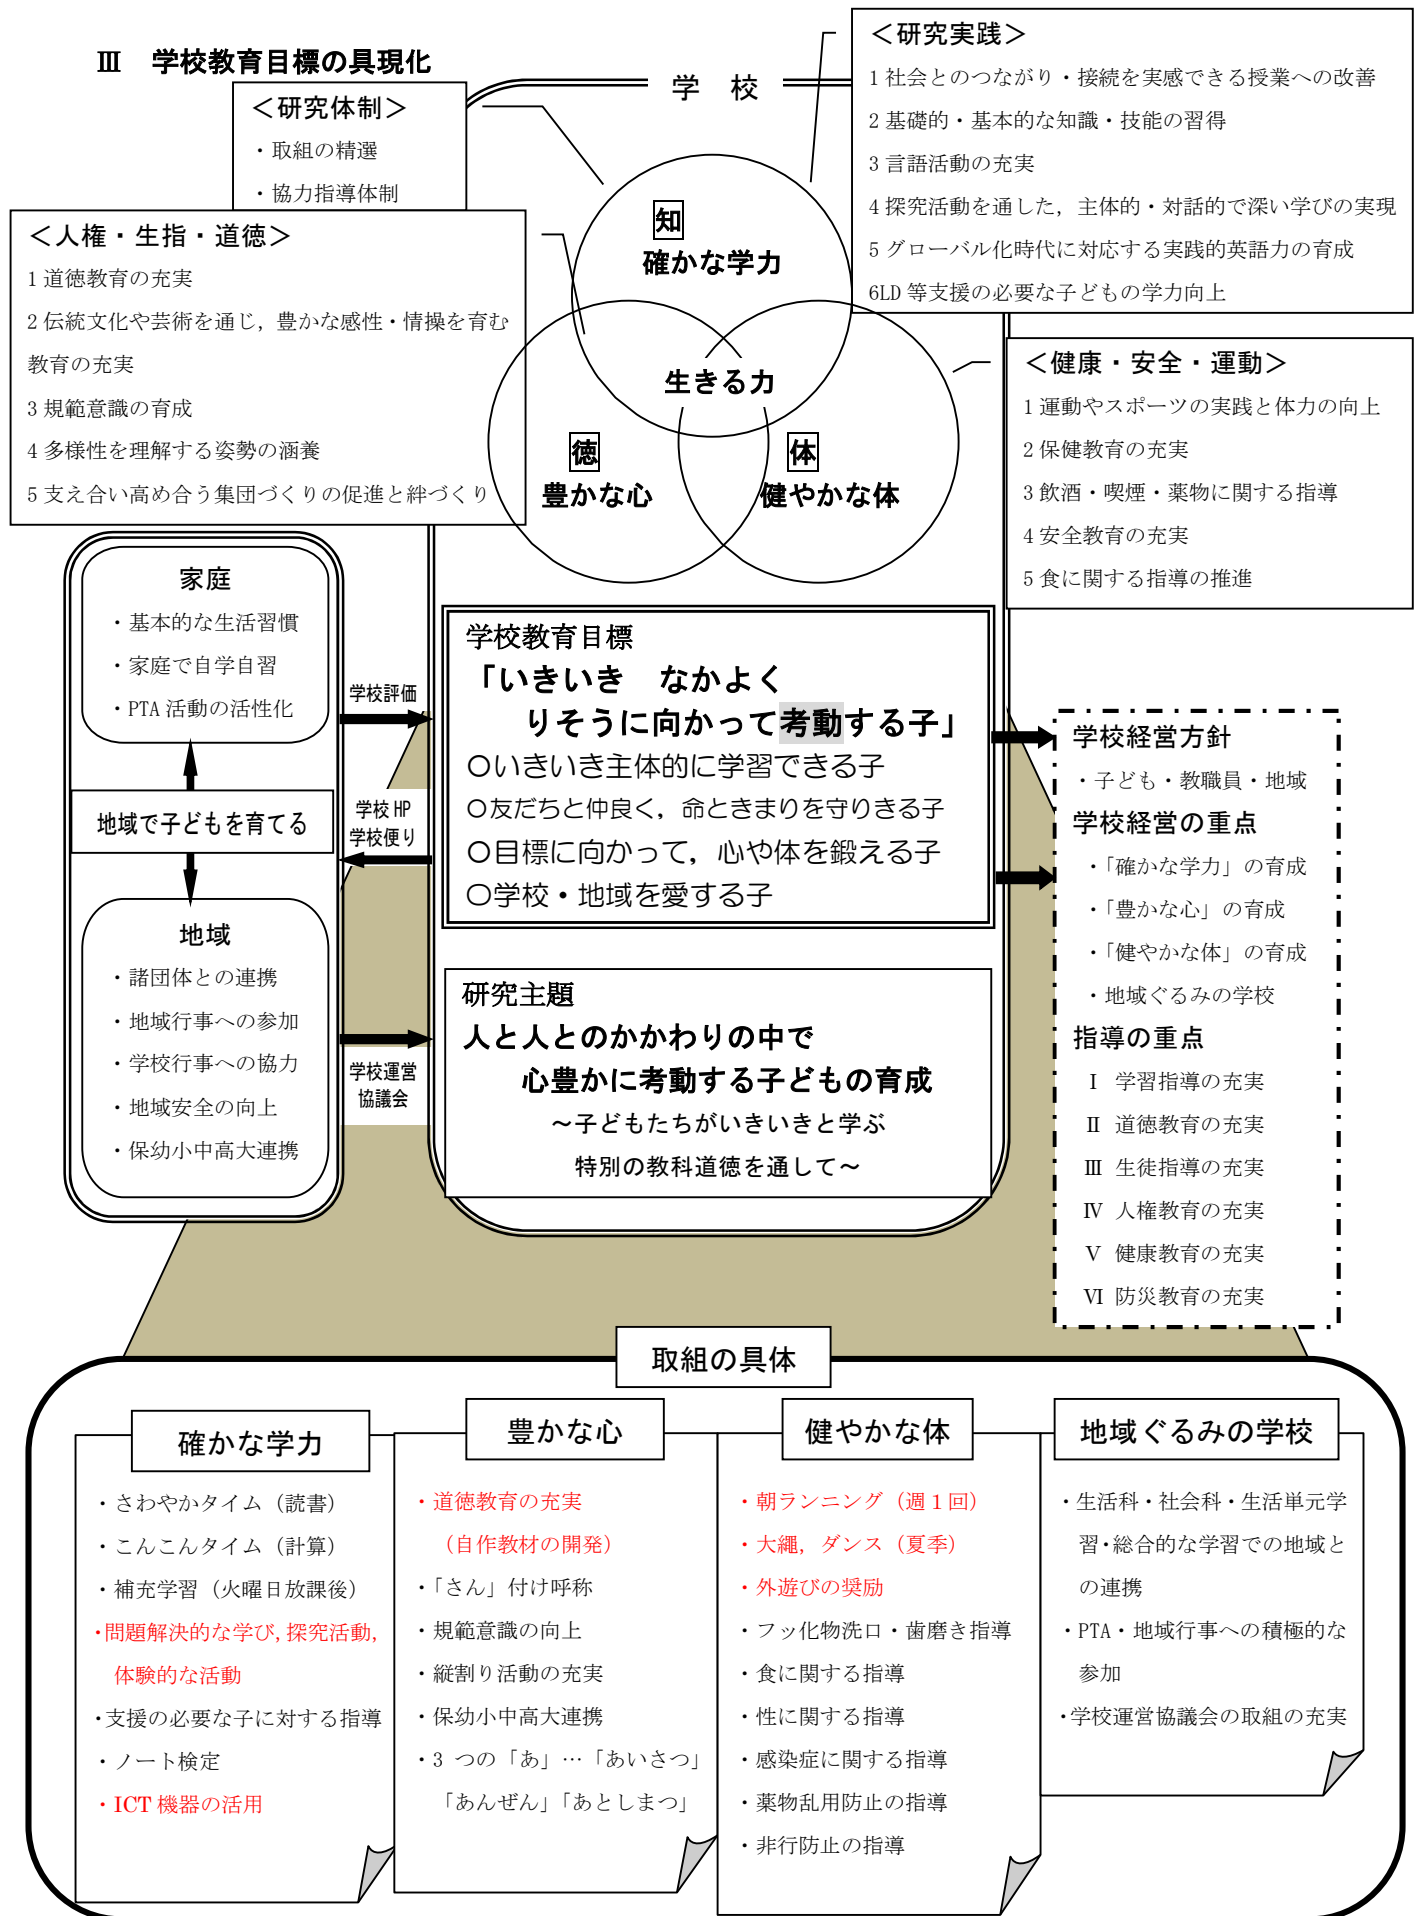 Ⅲ　学校教育目標の具現化
学　校
＜研究体制＞
・取組の精選
・協力指導体制
＜研究実践＞
1 社会とのつながり・接続を実感できる授業への改善
2 基礎的・基本的な知識・技能の習得
3 言語活動の充実
4 探究活動を通した，主体的・対話的で深い学びの実現
5 グローバル化時代に対応する実践的英語力の育成
6LD 等支援の必要な子どもの学力向上
＜人権・生指・道徳＞
1 道徳教育の充実
2 伝統文化や芸術を通じ，豊かな感性・情操を育む
教育の充実
3 規範意識の育成
4 多様性を理解する姿勢の涵養
5 支え合い高め合う集団づくりの促進と絆づくり
知
確かな学力
生きる力
徳
豊かな心
体
健やかな体
＜健康・安全・運動＞
1 運動やスポーツの実践と体力の向上
2 保健教育の充実
3 飲酒・喫煙・薬物に関する指導
4 安全教育の充実
5 食に関する指導の推進
家庭
・基本的な生活習慣
・家庭で自学自習
・PTA 活動の活性化
地域で子どもを育てる
地域
・諸団体との連携
・地域行事への参加
・学校行事への協力
・地域安全の向上
・保幼小中高大連携
学校評価
学校 HP
学校便り
学校運営
協議会
学校教育目標
「いきいき　なかよく
りそうに向かって考動する子」
○いきいき主体的に学習できる子
○友だちと仲良く，命ときまりを守りきる子
○目標に向かって，心や体を鍛える子
○学校・地域を愛する子
研究主題
人と人とのかかわりの中で
心豊かに考動する子どもの育成
～子どもたちがいきいきと学ぶ
特別の教科道徳を通して～
学校経営方針
・子ども・教職員・地域
学校経営の重点
・「確かな学力」の育成
・「豊かな心」の育成
・「健やかな体」の育成
・地域ぐるみの学校
指導の重点
Ⅰ 学習指導の充実
Ⅱ 道徳教育の充実
Ⅲ 生徒指導の充実
Ⅳ 人権教育の充実
Ⅴ 健康教育の充実
Ⅵ 防災教育の充実
取組の具体
確かな学力
・さわやかタイム（読書）
・こんこんタイム（計算）
・補充学習（火曜日放課後）
・問題解決的な学び，探究活動，
体験的な活動
・支援の必要な子に対する指導
・ノート検定
・ICT 機器の活用
豊かな心
・道徳教育の充実
（自作教材の開発）
・「さん」付け呼称
・規範意識の向上
・縦割り活動の充実
・保幼小中高大連携
・3 つの「あ」…「あいさつ」
「あんぜん」「あとしまつ」
健やかな体
・朝ランニング（週１回）
・大縄，ダンス（夏季）
・外遊びの奨励
・フッ化物洗口・歯磨き指導
・食に関する指導
・性に関する指導
・感染症に関する指導
・薬物乱用防止の指導
・非行防止の指導
地域ぐるみの学校
・生活科・社会科・生活単元学
習・総合的な学習での地域と
の連携
・PTA・地域行事への積極的な
参加
・学校運営協議会の取組の充実